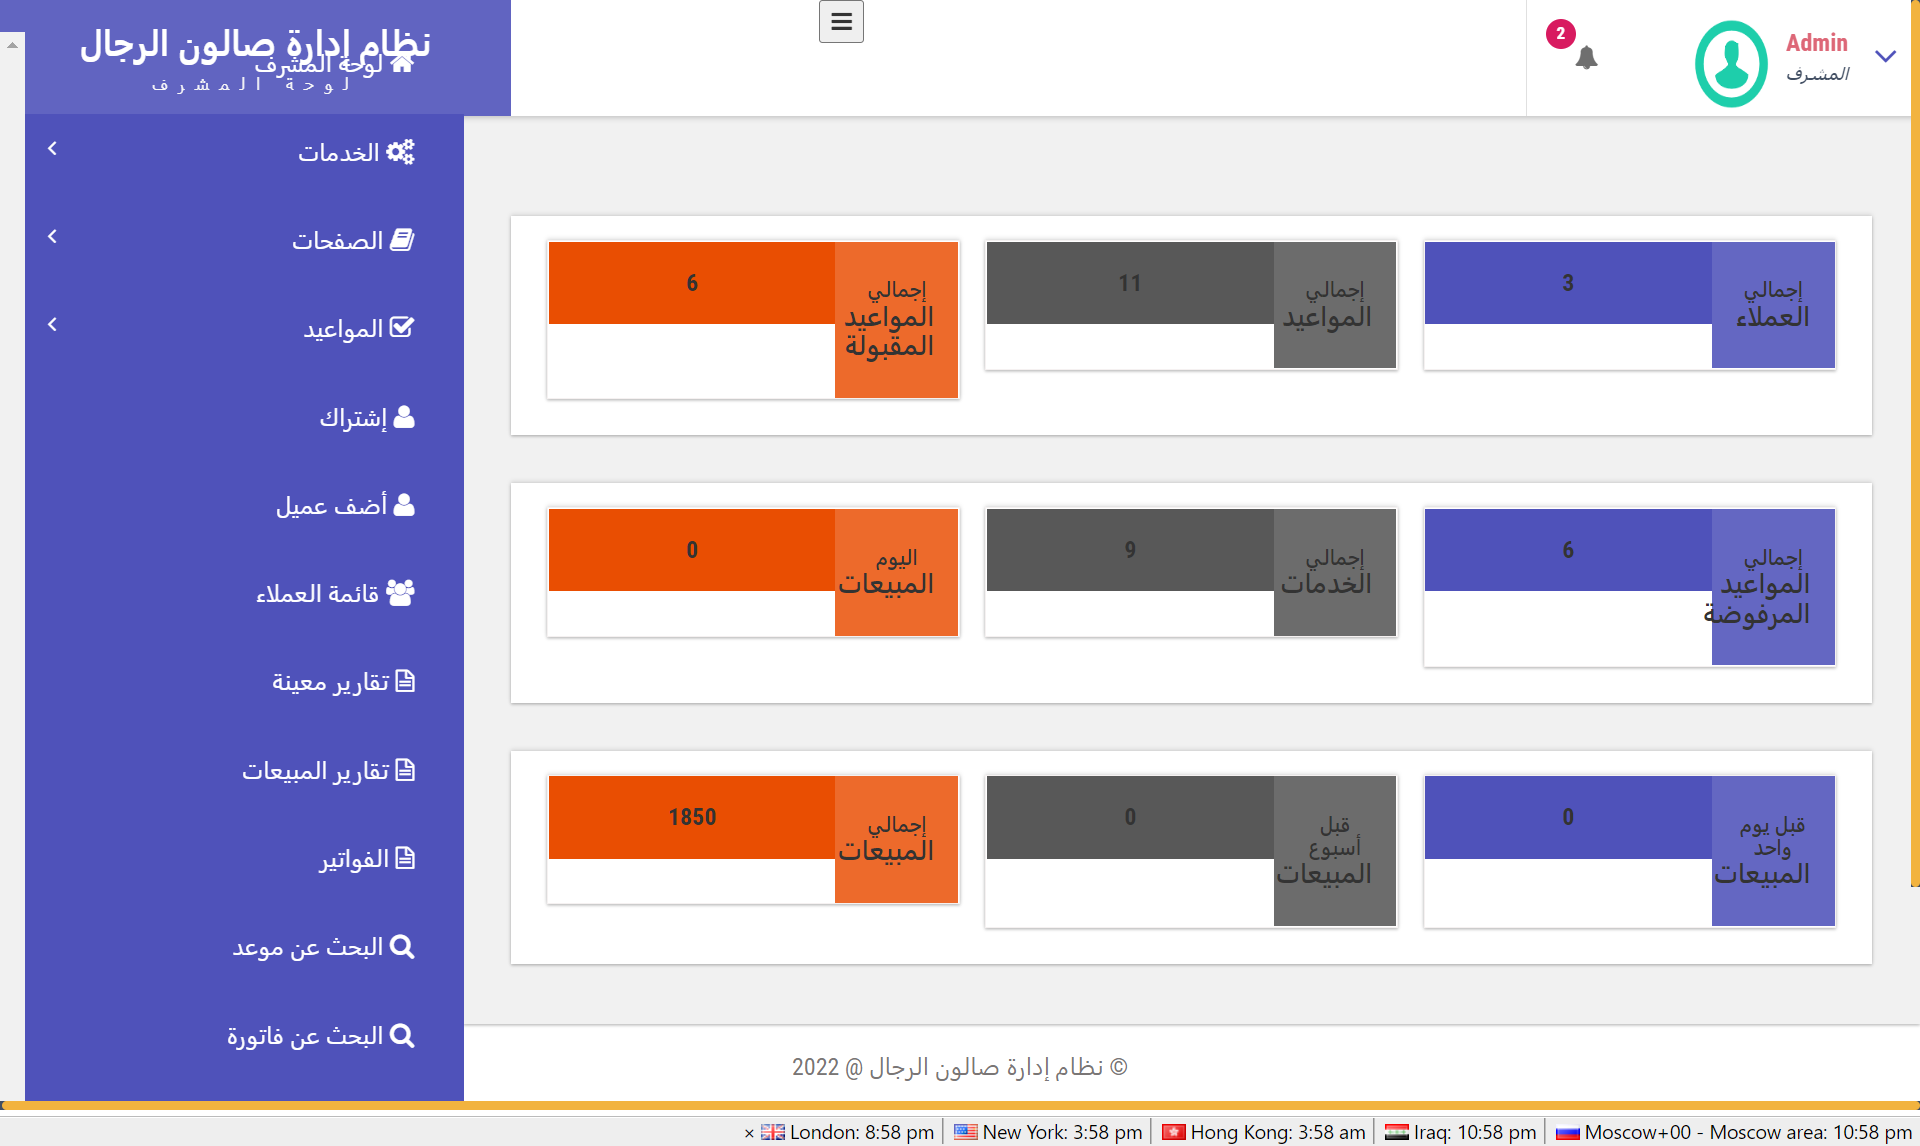 نظام إدارة صالون الرجال
لوحة المشرف
لوحة المشرف
الخدمات
الصفحات
المواعيد
إشتراك
أضف عميل
قائمة العملاء
تقارير معينة
تقارير المبيعات
الفواتير
البحث عن موعد
البحث عن فاتورة
2
Admin
المشرف
إجمالي
العملاء
3
إجمالي
المواعيد
11
إجمالي
المواعيد
المقبولة
6
إجمالي
المواعيد
المرفوضة
6
إجمالي
الخدمات
9
اليوم
المبيعات
0
قبل يوم
واحد
المبيعات
0
قبل
أسبوع
المبيعات
0
إجمالي
المبيعات
1850
© نظام إدارة صالون الرجال @ 2022
× London: 8:58 pm New York: 3:58 pm Hong Kong: 3:58 am Iraq: 10:58 pm Moscow+00 - Moscow area: 10:58 pm